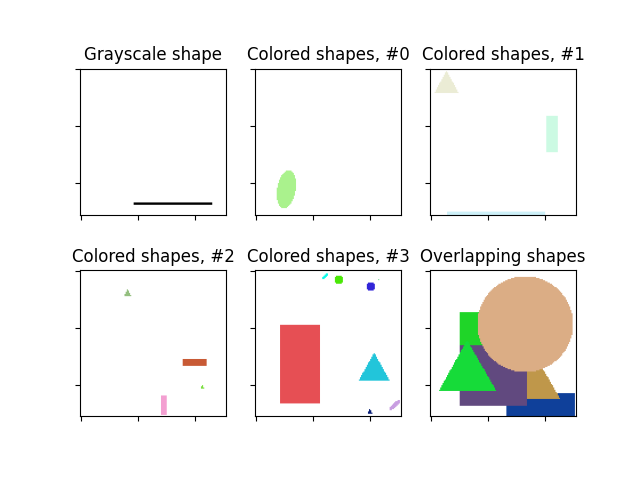 Grayscale shape
Colored shapes, #0
Colored shapes, #1
Colored shapes, #2
Colored shapes, #3
Overlapping shapes